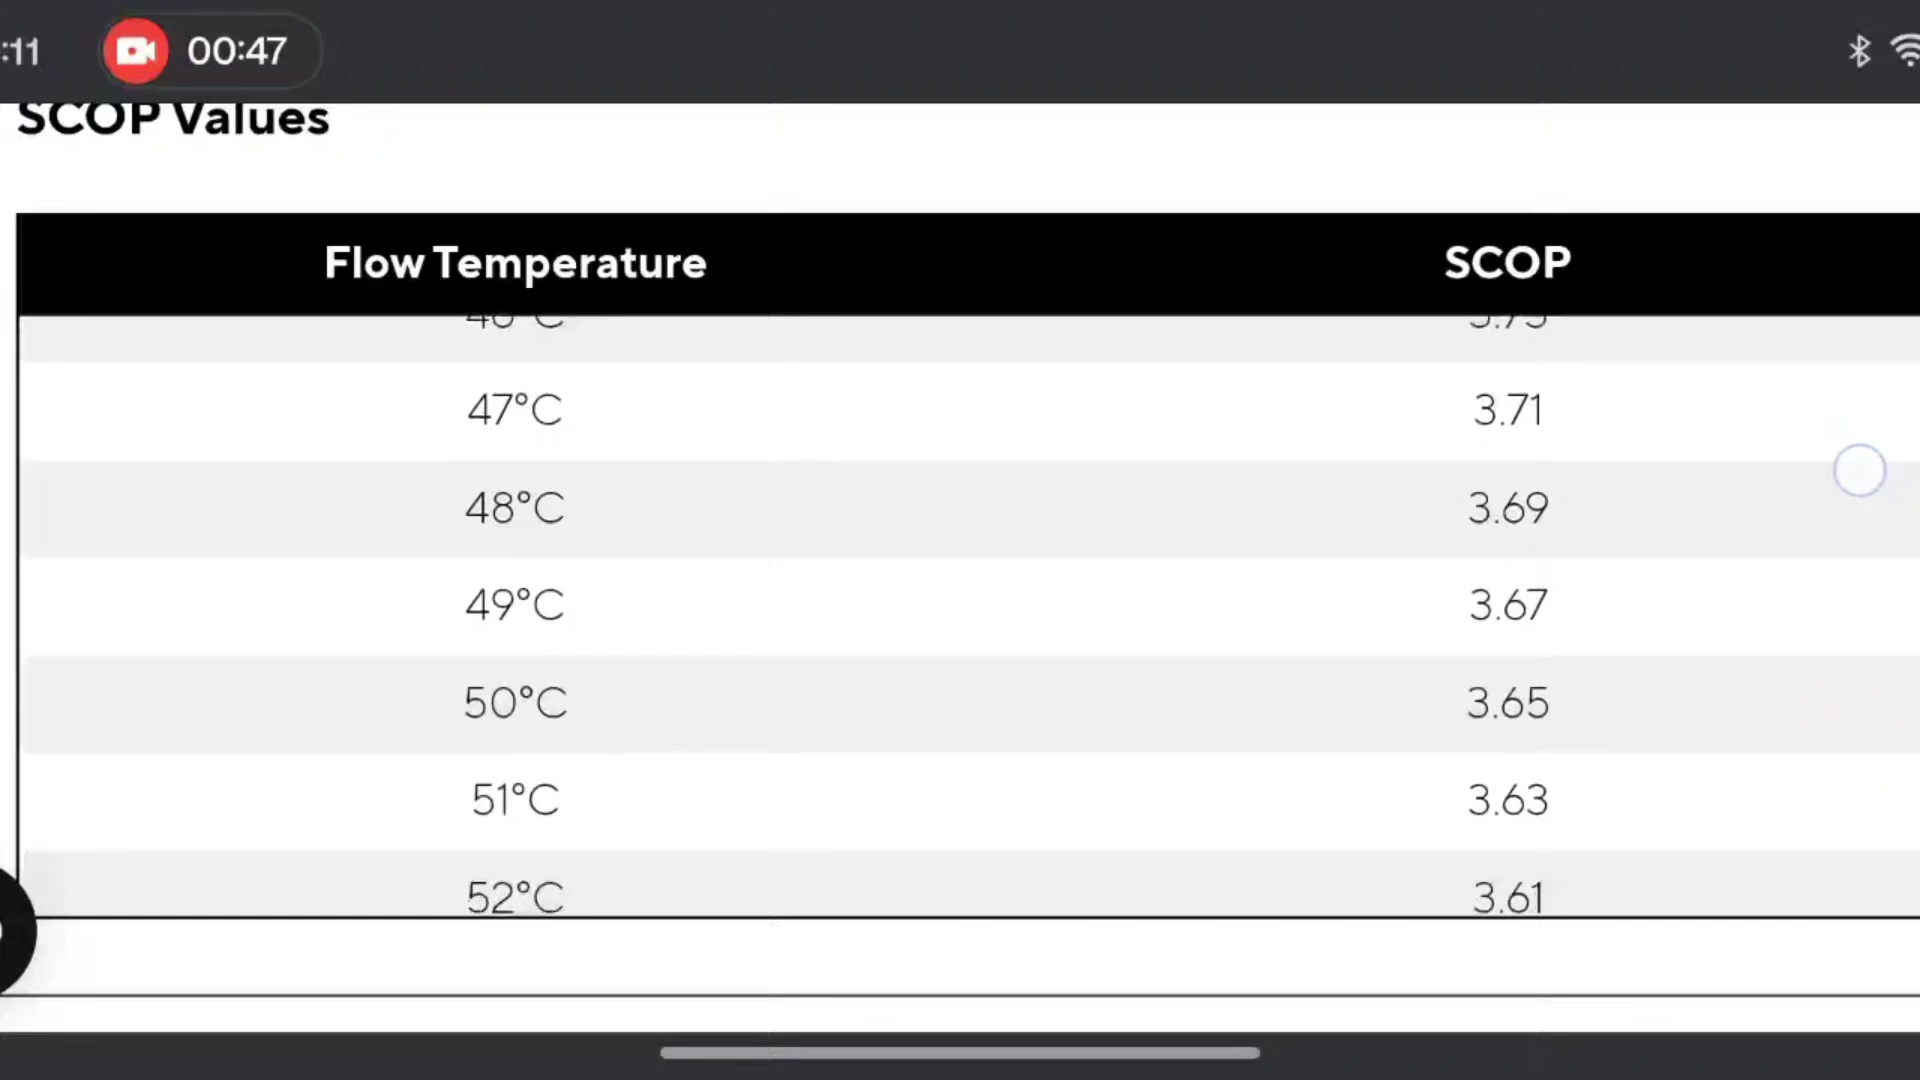 :11 00:47
SCOP Values
Flow Temperature SCOP
47°C 3.71
48°C 3.69
49°C 3.67
50°C 3.65
51°C 3.63
52°C 3.61